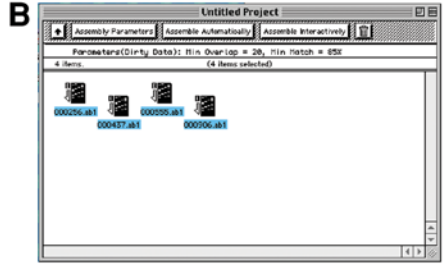 B
Untitled Project
Assembly Parameters Assemble Automatically Assemble Interactively
Parameters(Dirty Data): Min Overlap = 20, Min Match = 85%
4 items. (4 items selected)
000256.ab1 000555.ab1
000437.ab1 000906.ab1